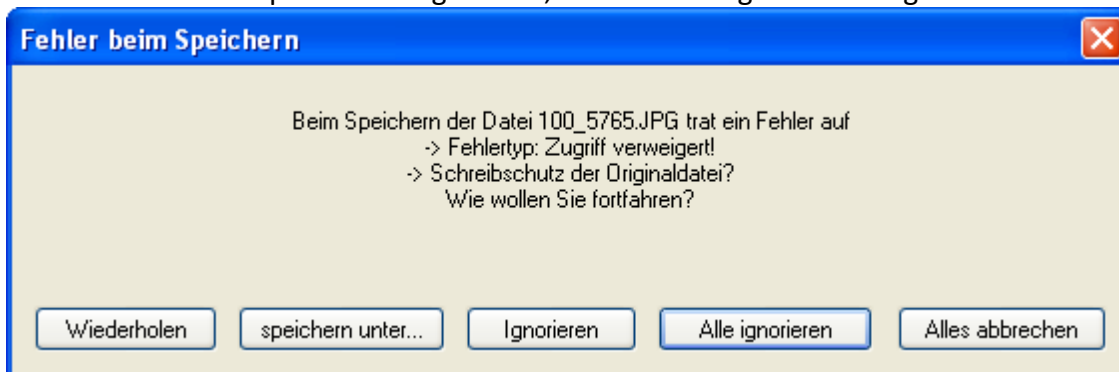 Fehler beim Speichern
Beim Speichern der Datei 100_5765.JPG trat ein Fehler auf
-> Fehlertyp: Zugriff verweigert!
-> Schreibschutz der Originaldatei?
Wie wollen Sie fortfahren?
Wiederholen speichern unter... Ignorieren Alle ignorieren Alles abbrechen